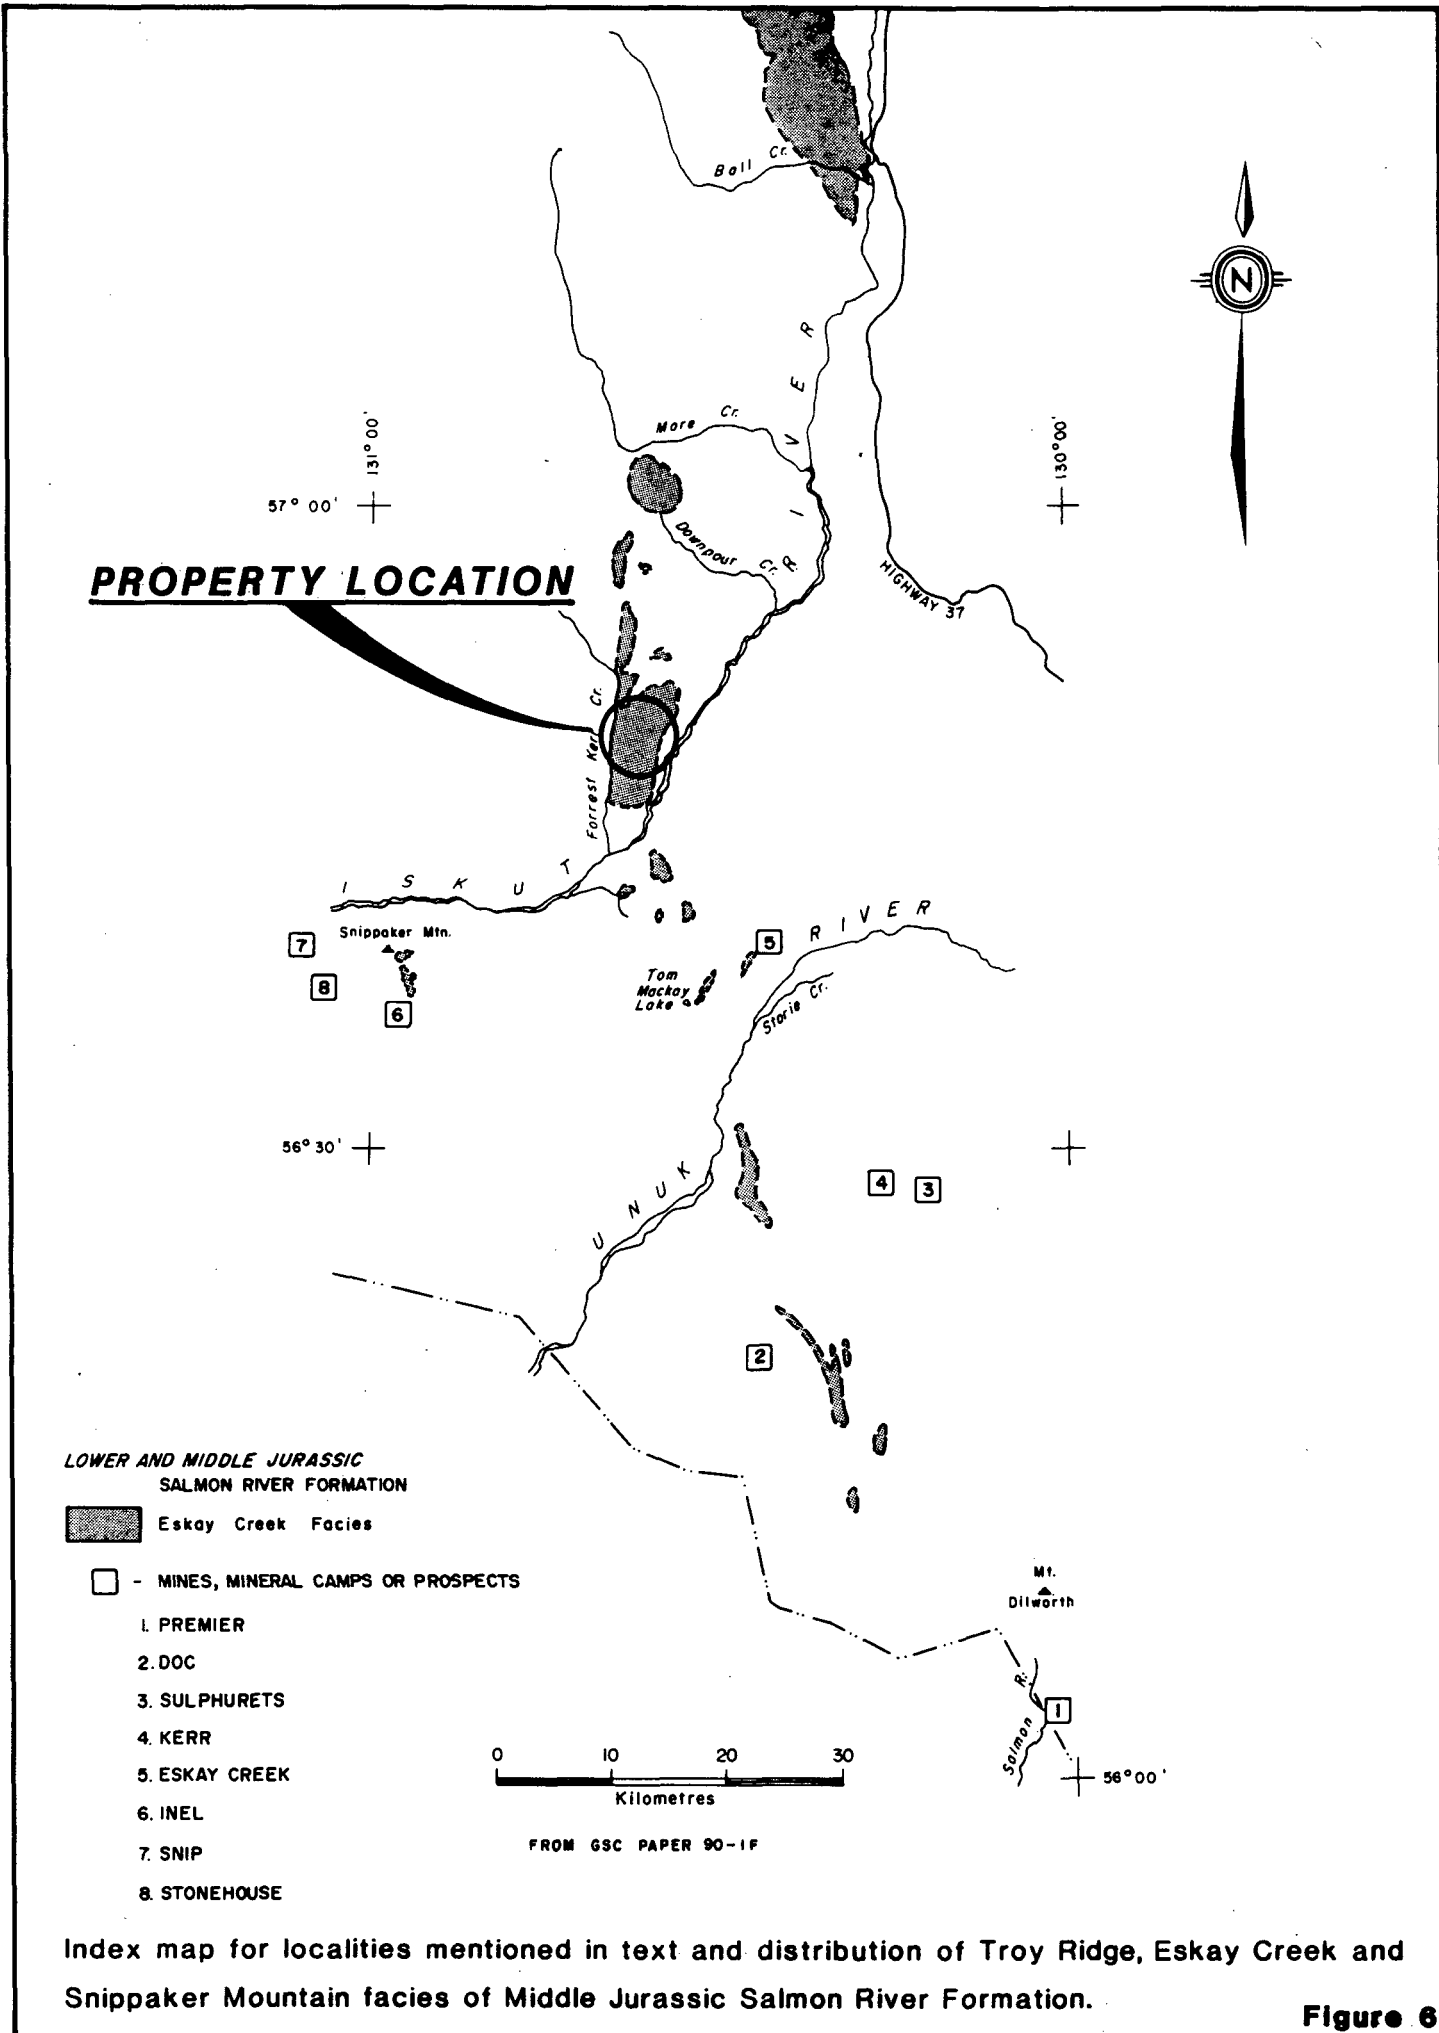 Ball Cr.
N
R I V E R
More Cr.
131° 00'
130° 00'
57° 00'
Downpour Cr.
R.
HIGHWAY 37
PROPERTY LOCATION
Forrest Ker Cr.
I S K U T
RIVER
7
Snippaker Mtn.
5
8
Tom
Mackay
Lake
6
Storie Cr.
56° 30'
4
3
UNUK
2
LOWER AND MIDDLE JURASSIC
SALMON RIVER FORMATION
Eskay Creek Facies
- MINES, MINERAL CAMPS OR PROSPECTS
1. PREMIER
2. DOC
3. SULPHURETS
4. KERR
5. ESKAY CREEK
6. INEL
7. SNIP
8. STONEHOUSE
Mt.
Dilworth
Salmon R.
1
56° 00'
0 10 20 30
Kilometres
FROM GSC PAPER 90-1F
Index map for localities mentioned in text and distribution of Troy Ridge, Eskay Creek and
Snippaker Mountain facies of Middle Jurassic Salmon River Formation.
Figure 6